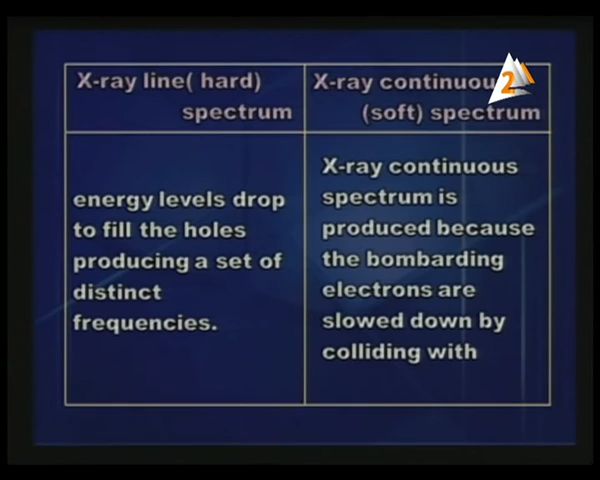 X-ray line( hard)
spectrum
energy levels drop
to fill the holes
producing a set of
distinct
frequencies.
X-ray continuou
2
(soft) spectrum
X-ray continuous
spectrum is
produced because
the bombarding
electrons are
slowed down by
colliding with